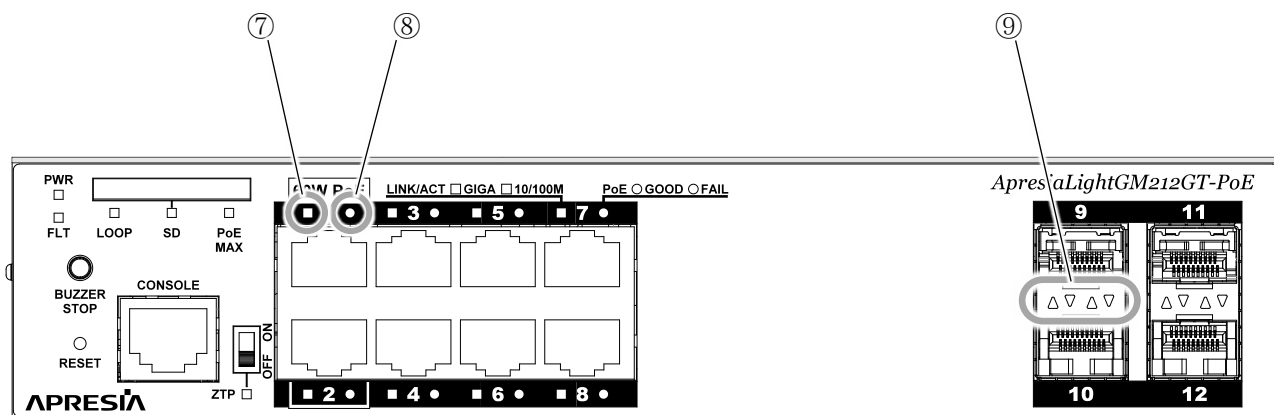 ⑦ ⑧ ⑨
PWR
FLT LOOP SD PoE MAX
60W PoE LINK/ACT GIGA 10/100M PoE GOOD FAIL
ApresiaLightGM212GT-PoE
3 5 7 9 11
BUZZER STOP
CONSOLE
RESET
OFF ON
ZTP
2 4 6 8 10 12
APRESIA